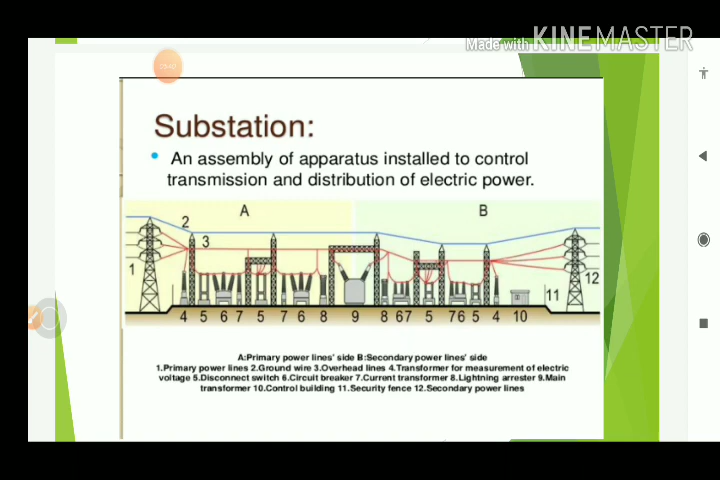 Made with KINEMASTER
Substation:
An assembly of apparatus installed to control
transmission and distribution of electric power.
A B
2
3
1
12
11
4 5 6 7 5 7 6 8 9 8 67 5 76 5 4 10
A:Primary power lines' side B:Secondary power lines' side
1.Primary power lines 2.Ground wire 3.Overhead lines 4.Transformer for measurement of electric
voltage 5.Disconnect switch 6.Circuit breaker 7.Current transformer 8.Lightning arrester 9.Main
transformer 10.Control building 11.Security fence 12.Secondary power lines